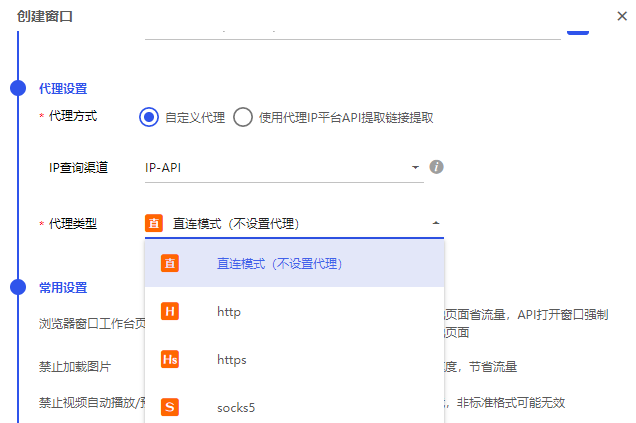 创建窗口
代理设置
* 代理方式
自定义代理
使用代理IP平台API提取链接提取
IP查询渠道
IP-API
i
* 代理类型
直 直连模式（不设置代理）
直 直连模式（不设置代理）
常用设置
H http
页面省流量，API打开窗口强制
浏览器窗口工作台页
页面
Hs https
禁止加载图片
度，节省流量
禁止视频自动播放/
，非标准格式可能无效
S socks5